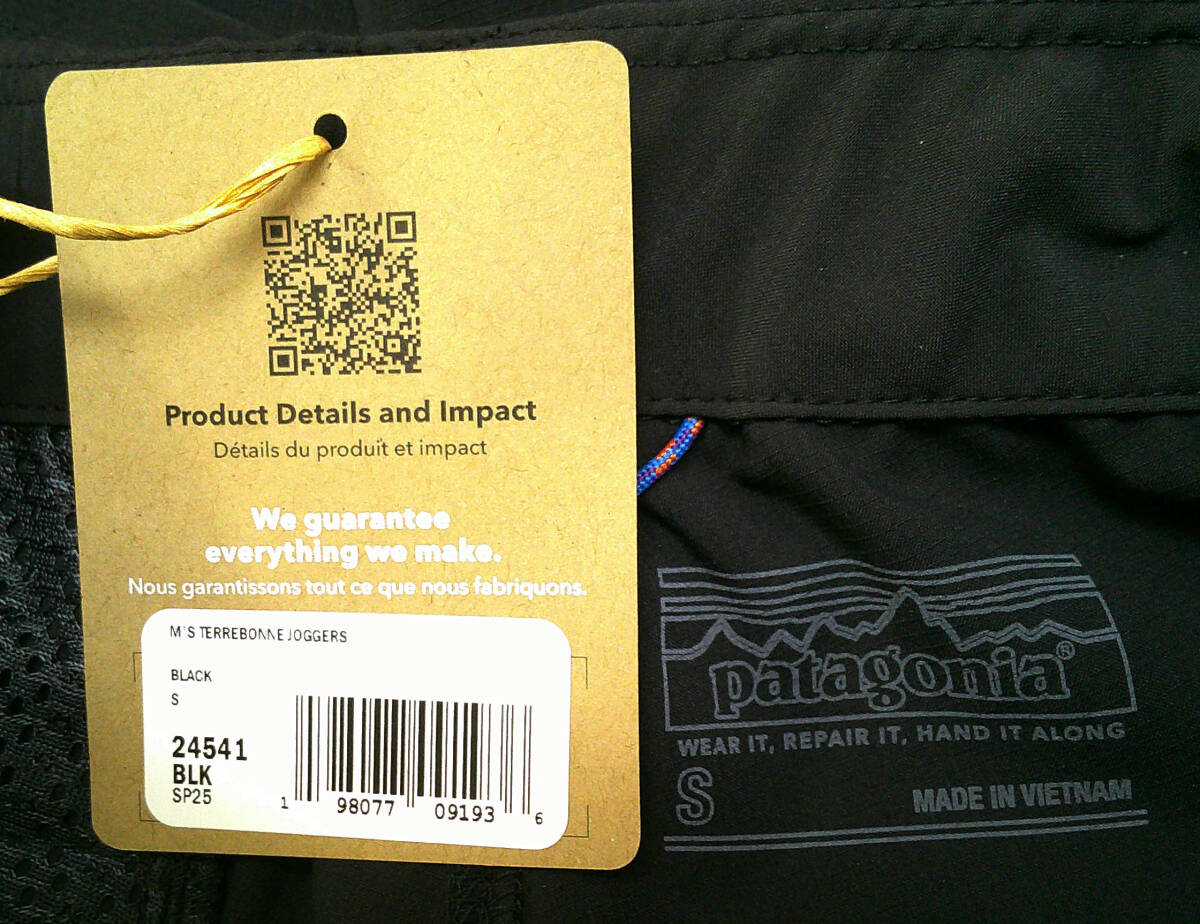 Product Details and Impact
Détails du produit et impact
We guarantee
everything we make.
Nous garantissons tout ce que nous fabriquons.
M'S TERREBONNE JOGGERS
BLACK
S
24541
BLK
SP25
1 98077 09193 6
patagonia®
WEAR IT, REPAIR IT, HAND IT ALONG
S
MADE IN VIETNAM